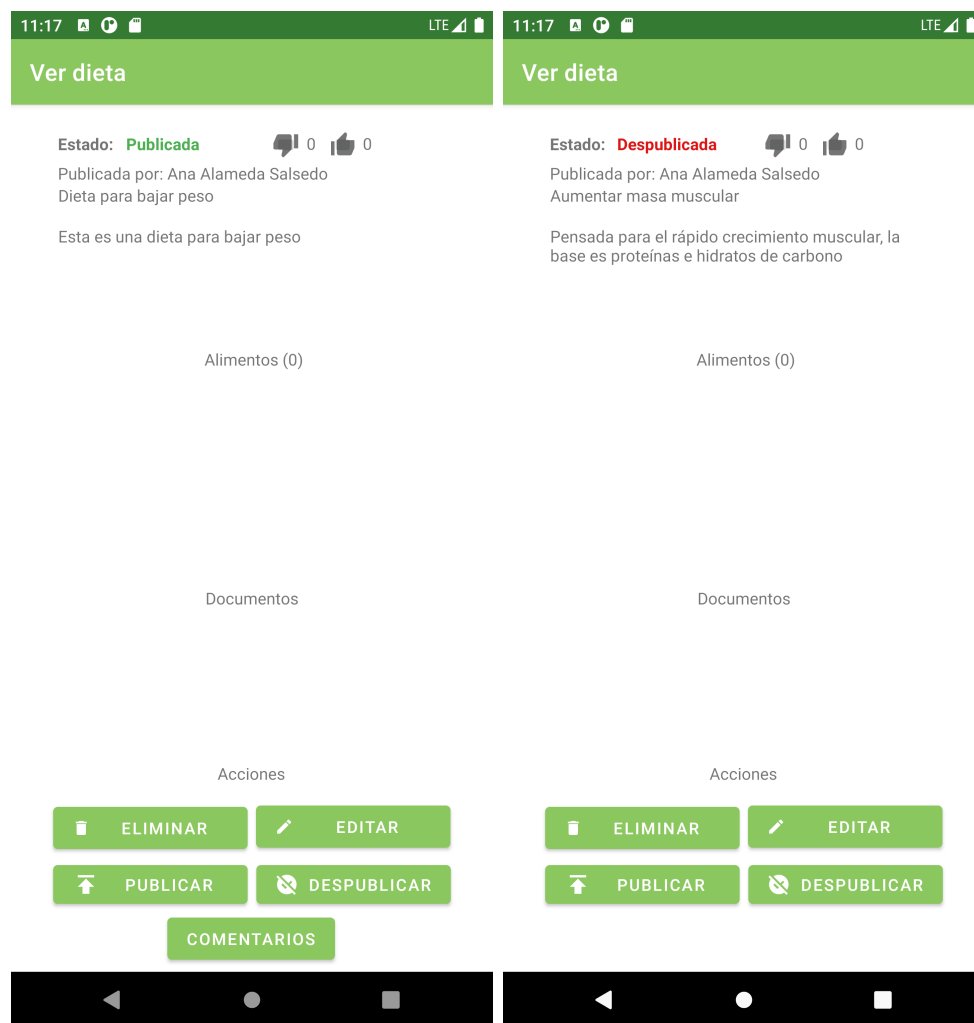 11:17 LTE
Ver dieta
Estado: Publicada 0 0
Publicada por: Ana Alameda Salsedo
Dieta para bajar peso
Esta es una dieta para bajar peso
Alimentos (0)
Documentos
Acciones
ELIMINAR EDITAR
PUBLICAR DESPUBLICAR
COMENTARIOS
11:17 LTE
Ver dieta
Estado: Despublicada 0 0
Publicada por: Ana Alameda Salsedo
Aumentar masa muscular
Pensada para el rápido crecimiento muscular, la
base es proteínas e hidratos de carbono
Alimentos (0)
Documentos
Acciones
ELIMINAR EDITAR
PUBLICAR DESPUBLICAR